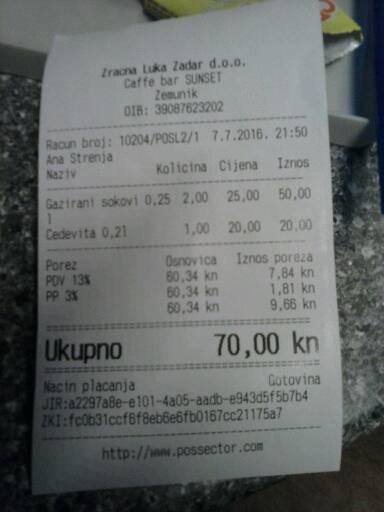 Zracna Luka Zadar d.o.o.
Caffe bar SUNSET
Zemunik
OIB: 39087623202
Racun broj: 10204/POSL2/1 7.7.2016. 21:50
Ana Strenja
Naziv Kolicina Cijena Iznos
Gazirani sokovi 0,25 2,00 25,00 50,00
l
Cedevita 0,2l 1,00 20,00 20,00
Porez Osnovica Iznos poreza
PDV 13% 60,34 kn 7,84 kn
PP 3% 60,34 kn 1,81 kn
60,34 kn 9,66 kn
Ukupno 70,00 kn
Nacin placanja Gotovina
JIR:a2297a8e-e101-4a05-aadb-e943d5f5b7b4
ZKI:fc0b31ccf6f8eb6e6fb0167cc21175a7
http://www.possector.com